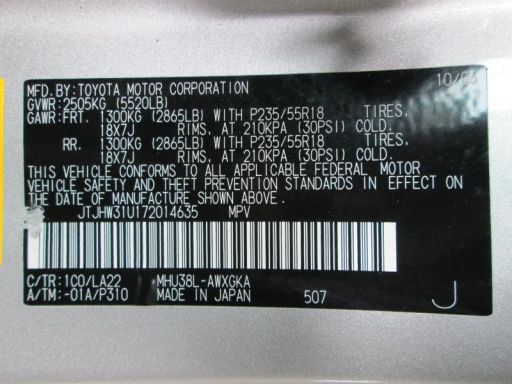 MFD.BY:TOYOTA MOTOR CORPORATION 10/06
GVWR:2505KG (5520LB)
GAWR:FRT. 1300KG (2865LB) WITH P235/55R18 TIRES,
18X7J RIMS, AT 210KPA (30PSI) COLD.
RR. 1300KG (2865LB) WITH P235/55R18 TIRES,
18X7J RIMS, AT 210KPA (30PSI) COLD.
THIS VEHICLE CONFORMS TO ALL APPLICABLE FEDERAL MOTOR
VEHICLE SAFETY AND THEFT PREVENTION STANDARDS IN EFFECT ON
THE DATE OF MANUFACTURE SHOWN ABOVE.
JTJHW31U172014635 MPV
C/TR:1C0/LA22 MHU38L-AWXGKA
A/TM:-01A/P310 MADE IN JAPAN 507 J